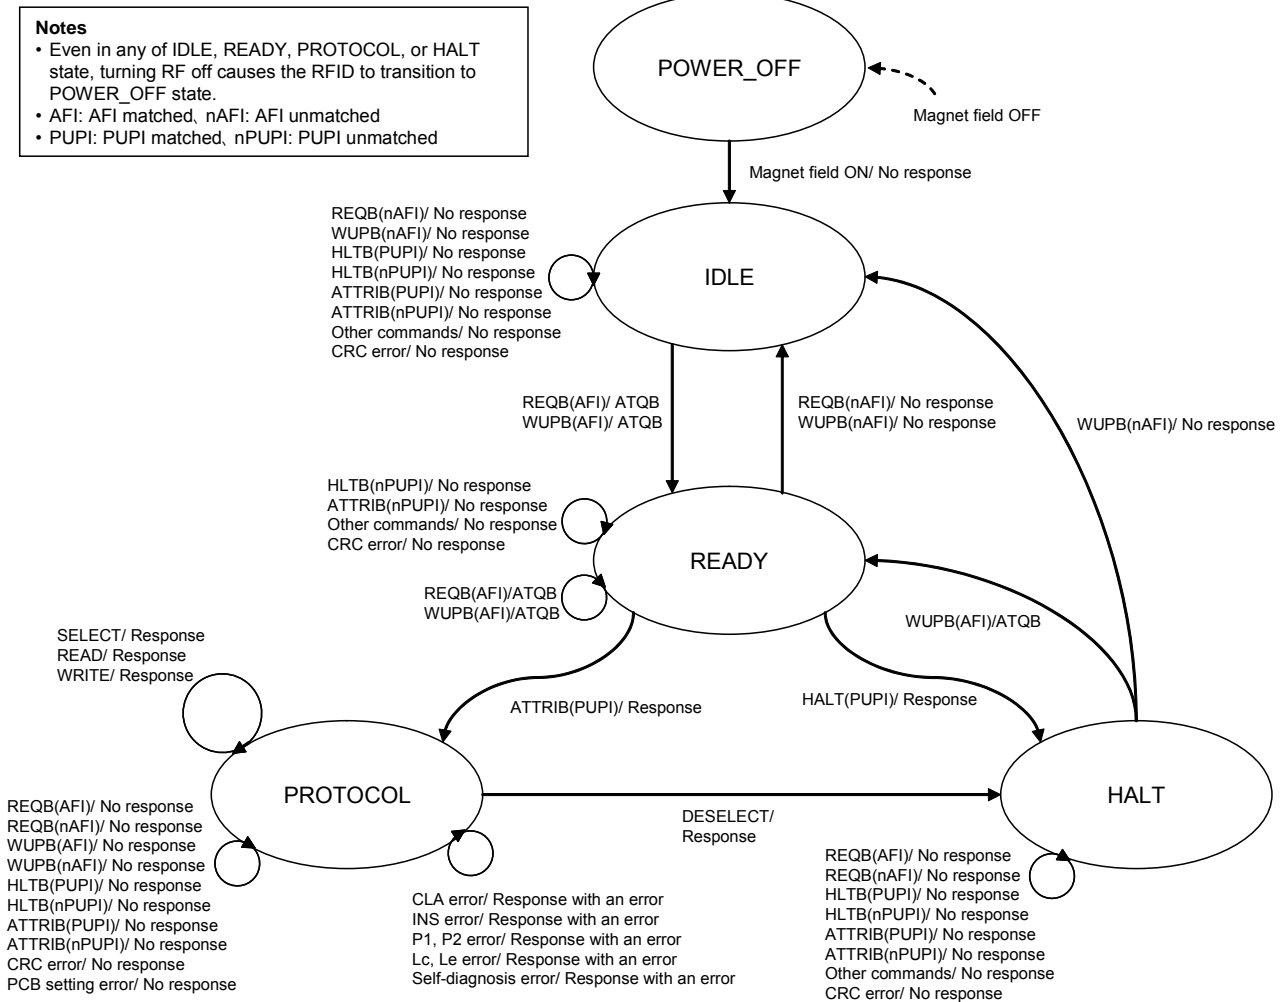 Notes
• Even in any of IDLE, READY, PROTOCOL, or HALT
state, turning RF off causes the RFID to transition to
POWER_OFF state.
• AFI: AFI matched、nAFI: AFI unmatched
• PUPI: PUPI matched、nPUPI: PUPI unmatched
POWER_OFF
Magnet field OFF
Magnet field ON/ No response
REQB(nAFI)/ No response
WUPB(nAFI)/ No response
HLTB(PUPI)/ No response
HLTB(nPUPI)/ No response
ATTRIB(PUPI)/ No response
ATTRIB(nPUPI)/ No response
Other commands/ No response
CRC error/ No response
IDLE
REQB(AFI)/ ATQB
WUPB(AFI)/ ATQB
REQB(nAFI)/ No response
WUPB(nAFI)/ No response
WUPB(nAFI)/ No response
HLTB(nPUPI)/ No response
ATTRIB(nPUPI)/ No response
Other commands/ No response
CRC error/ No response
READY
REQB(AFI)/ATQB
WUPB(AFI)/ATQB
WUPB(AFI)/ATQB
SELECT/ Response
READ/ Response
WRITE/ Response
ATTRIB(PUPI)/ Response
HALT(PUPI)/ Response
PROTOCOL
HALT
DESELECT/
Response
REQB(AFI)/ No response
REQB(nAFI)/ No response
WUPB(AFI)/ No response
WUPB(nAFI)/ No response
HLTB(PUPI)/ No response
HLTB(nPUPI)/ No response
ATTRIB(PUPI)/ No response
ATTRIB(nPUPI)/ No response
CRC error/ No response
PCB setting error/ No response
CLA error/ Response with an error
INS error/ Response with an error
P1, P2 error/ Response with an error
Lc, Le error/ Response with an error
Self-diagnosis error/ Response with an error
REQB(AFI)/ No response
REQB(nAFI)/ No response
HLTB(PUPI)/ No response
HLTB(nPUPI)/ No response
ATTRIB(PUPI)/ No response
ATTRIB(nPUPI)/ No response
Other commands/ No response
CRC error/ No response